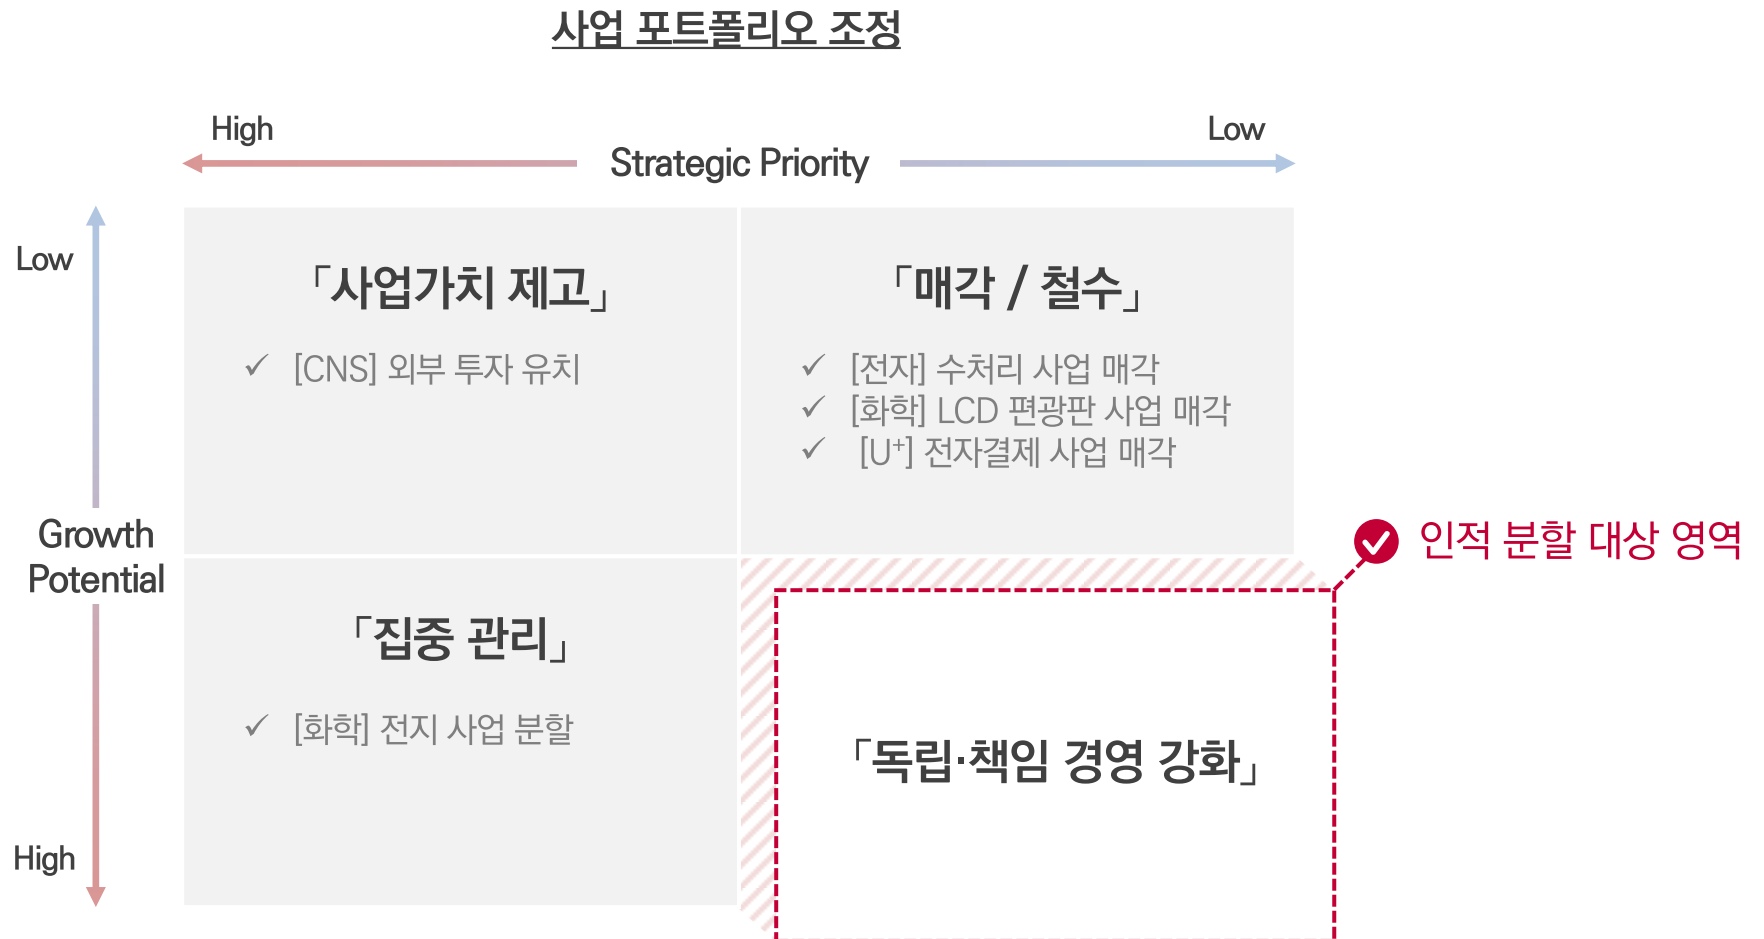 사업 포트폴리오 조정
High
Low
Strategic Priority
Low
「사업가치 제고」
✓ [CNS] 외부 투자 유치
「매각 / 철수」
✓ [전자] 수처리 사업 매각
✓ [화학] LCD 편광판 사업 매각
✓ [U⁺] 전자결제 사업 매각
Growth
Potential
인적 분할 대상 영역
「집중 관리」
✓ [화학] 전지 사업 분할
「독립·책임 경영 강화」
High